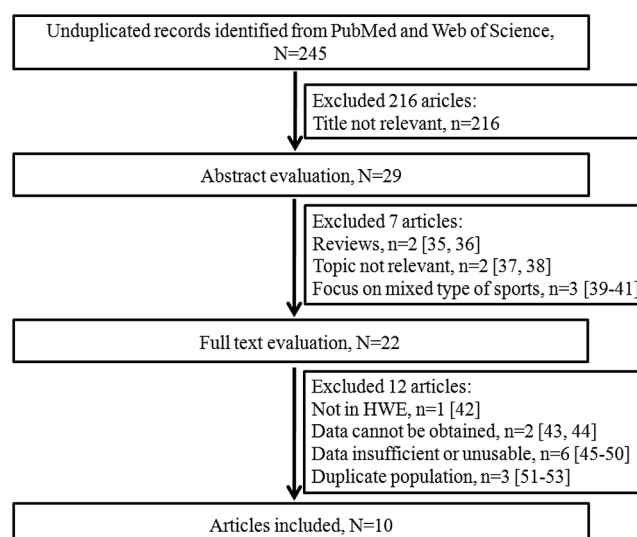 Unduplicated records identified from PubMed and Web of Science,
N=245
Excluded 216 aricles:
Title not relevant, n=216
Abstract evaluation, N=29
Excluded 7 articles:
Reviews, n=2 [35, 36]
Topic not relevant, n=2 [37, 38]
Focus on mixed type of sports, n=3 [39-41]
Full text evaluation, N=22
Excluded 12 articles:
Not in HWE, n=1 [42]
Data cannot be obtained, n=2 [43, 44]
Data insufficient or unusable, n=6 [45-50]
Duplicate population, n=3 [51-53]
Articles included, N=10